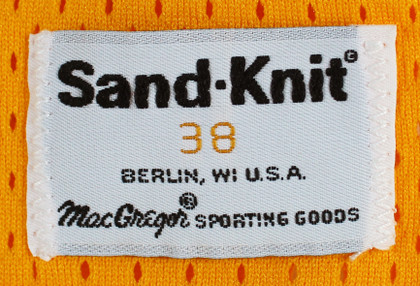 Sand·Knit©
38
BERLIN, WI U.S.A.
MacGregor® SPORTING GOODS